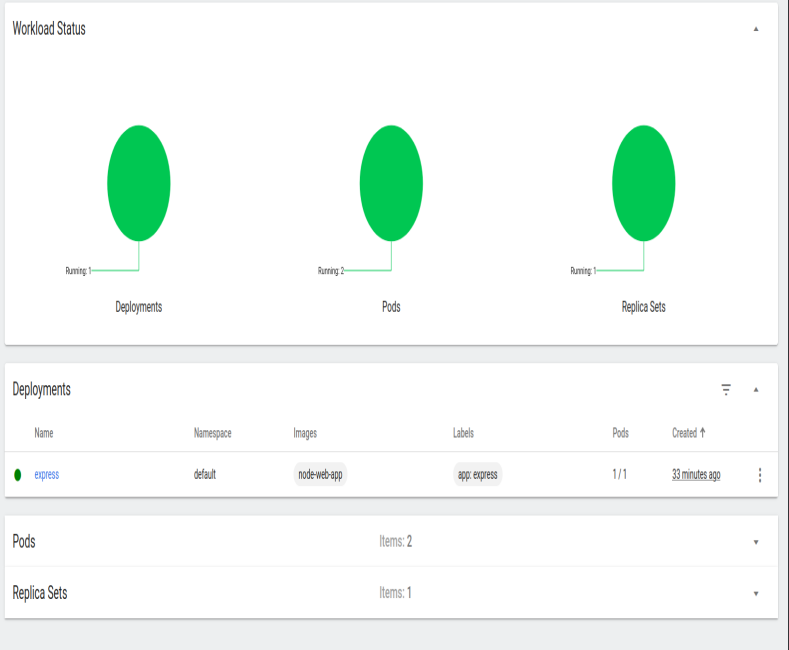 Workload Status
Running: 1 Running: 2 Running: 1
Deployments Pods Replica Sets
Deployments
Name Namespace Images Labels Pods Created ↑
express default node-web-app app: express 1 / 1 33 minutes ago
Pods Items: 2
Replica Sets Items: 1